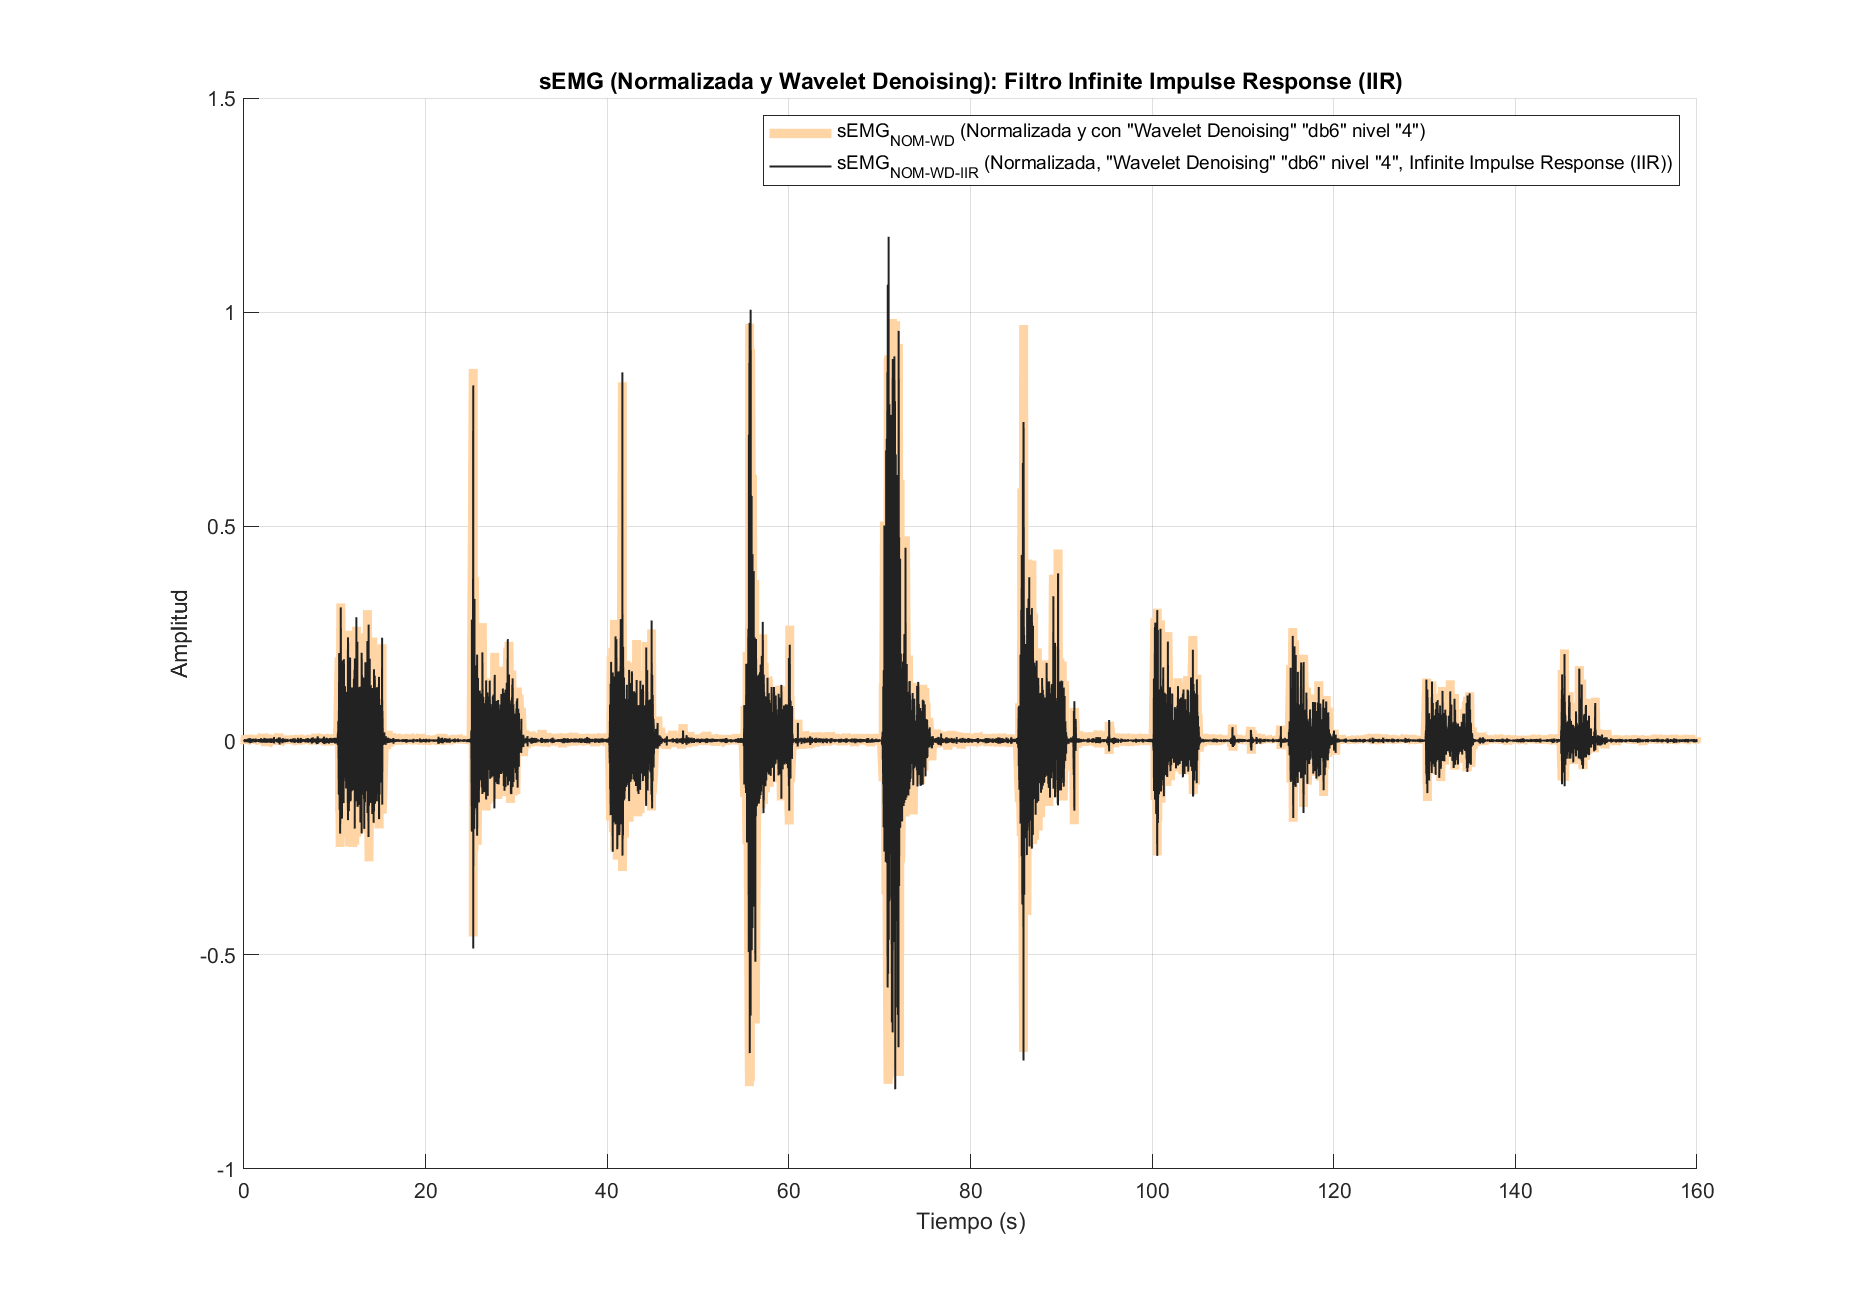 sEMG (Normalizada y Wavelet Denoising): Filtro Infinite Impulse Response (IIR)
sEMG_NOM-WD (Normalizada y con "Wavelet Denoising" "db6" nivel "4")
sEMG_NOM-WD-IIR (Normalizada, "Wavelet Denoising" "db6" nivel "4", Infinite Impulse Response (IIR))
1.5
1
0.5
0
-0.5
-1
Amplitud
0 20 40 60 80 100 120 140 160
Tiempo (s)